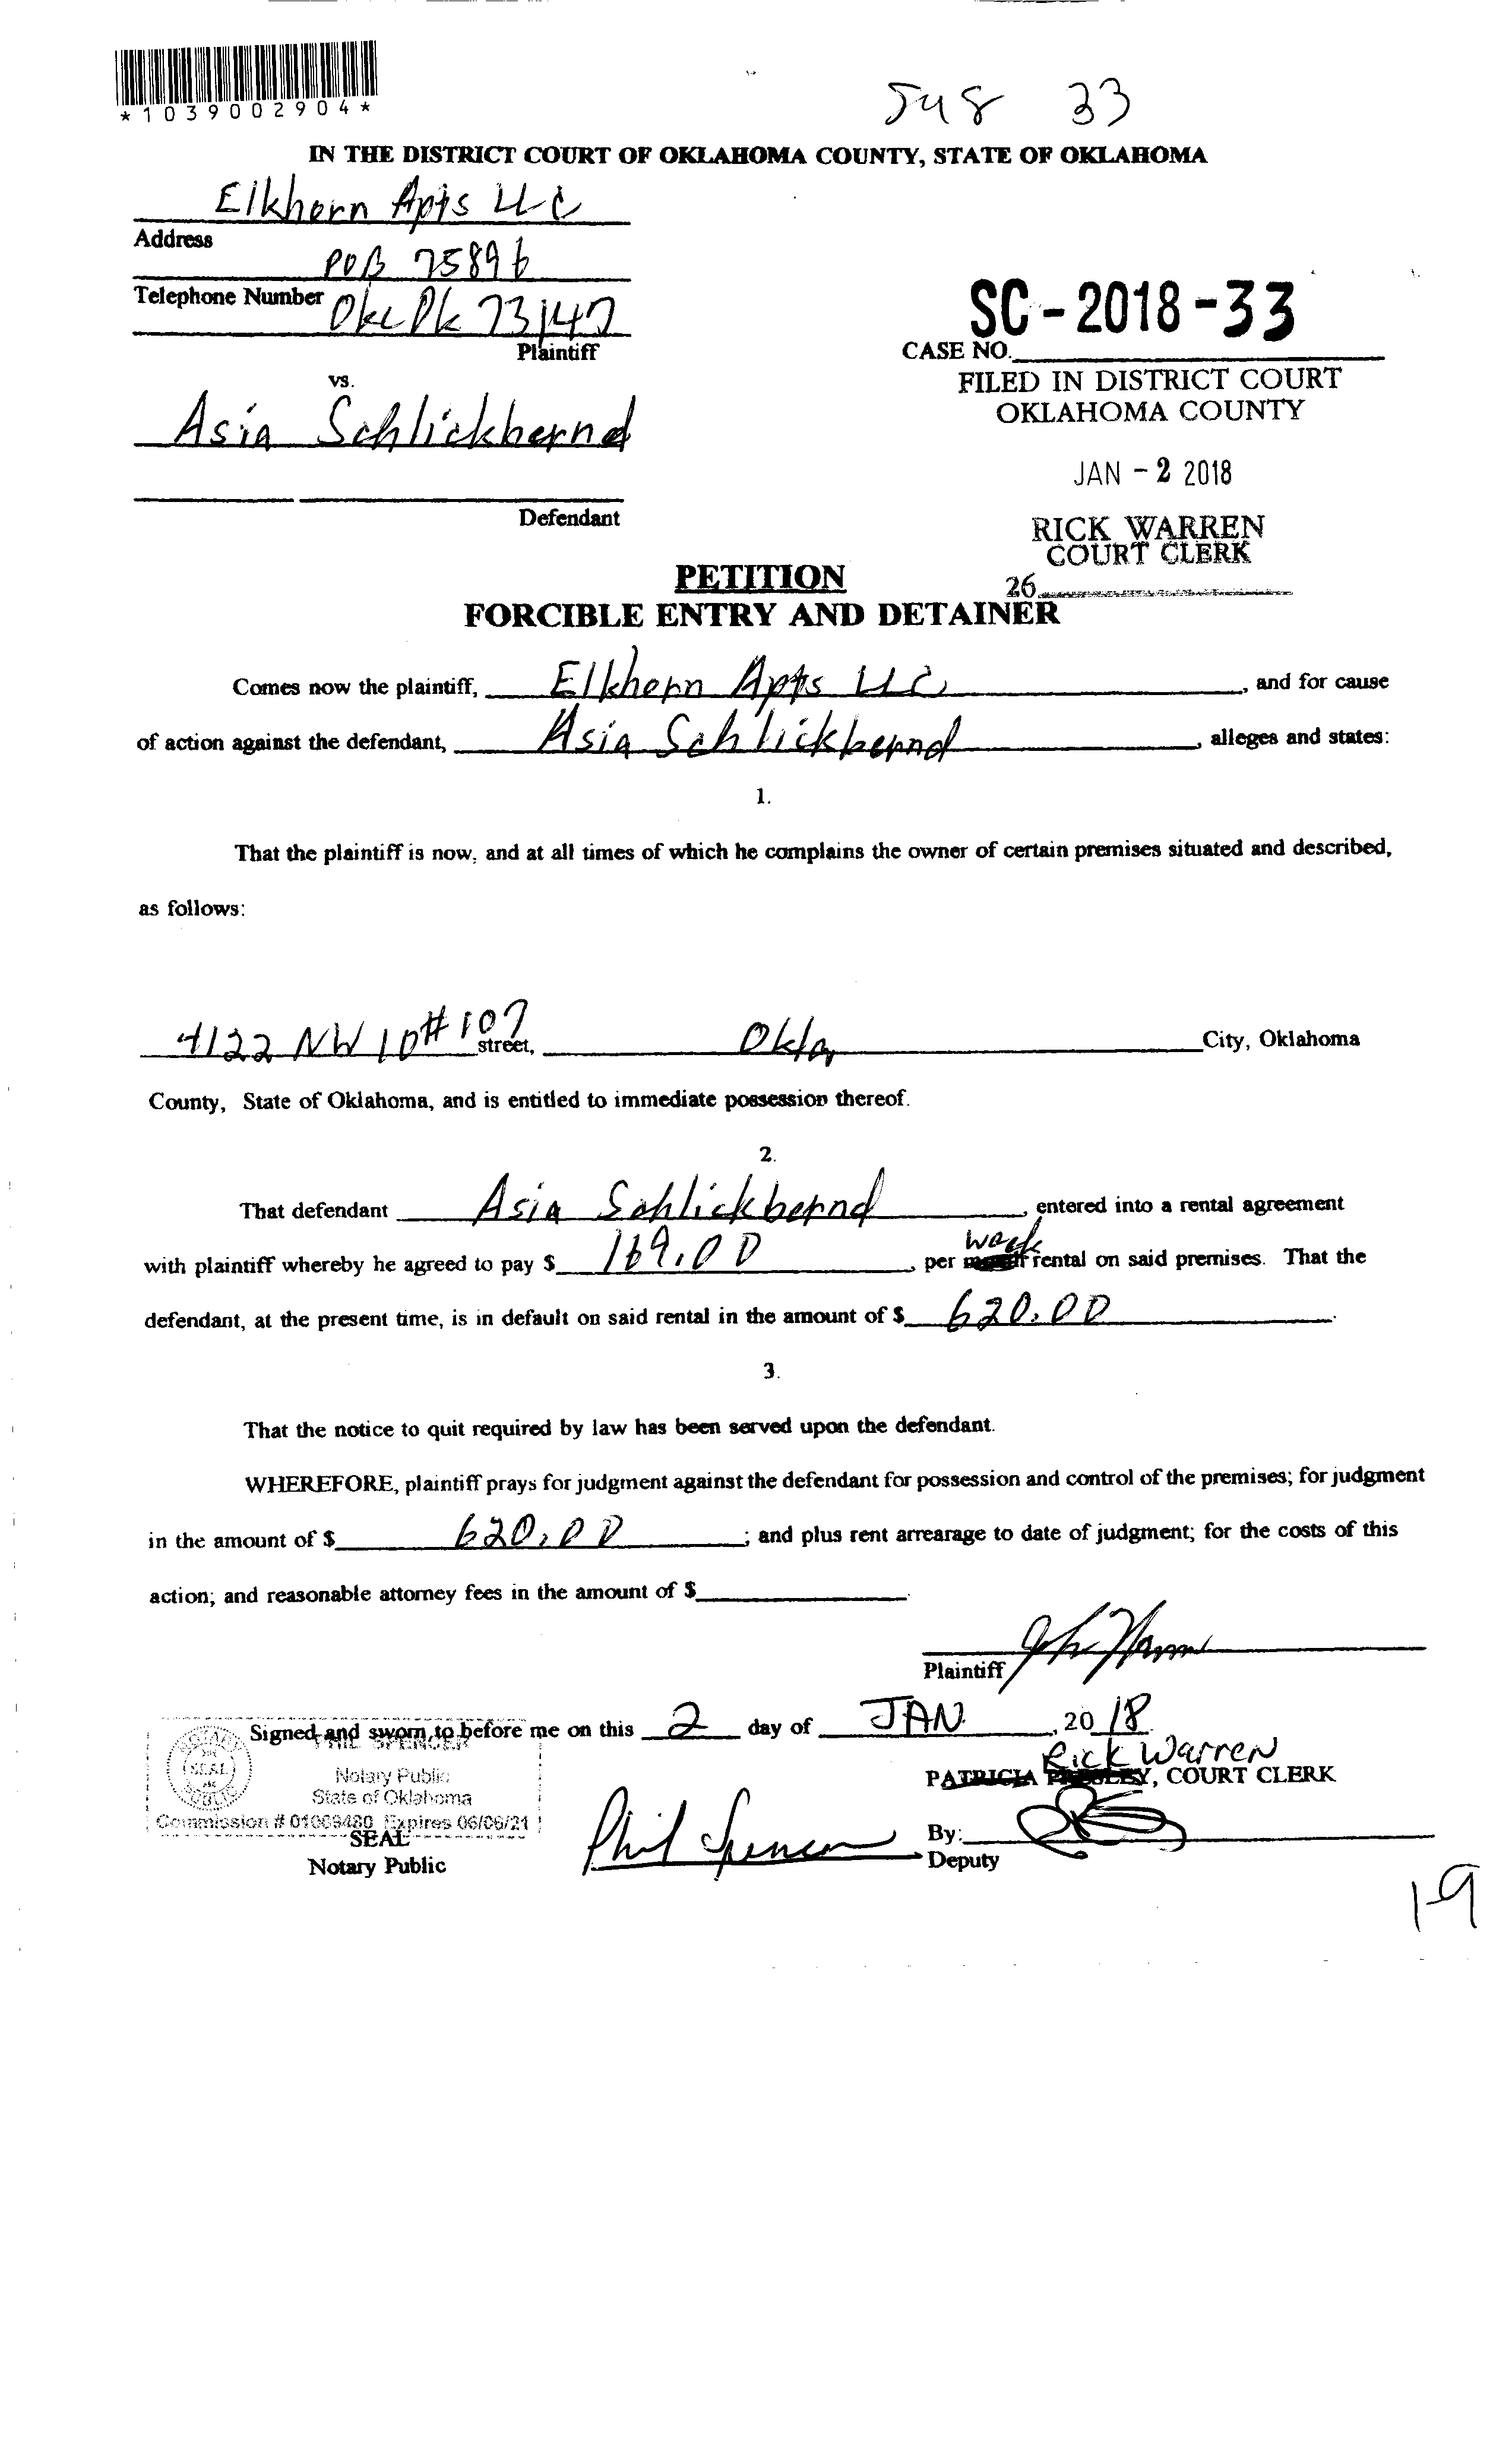 *1039002904*
548 33
IN THE DISTRICT COURT OF OKLAHOMA COUNTY, STATE OF OKLAHOMA
Elkhorn Apts LLC
Address
POB 75896
Telephone Number Okc Ok 73147
Plaintiff
SC-2018-33
CASE NO.
vs.
FILED IN DISTRICT COURT
OKLAHOMA COUNTY
Asia Schlickbernd
JAN -2 2018
Defendant
RICK WARREN
COURT CLERK
26
PETITION
FORCIBLE ENTRY AND DETAINER
Comes now the plaintiff, Elkhorn Apts LLC, and for cause
of action against the defendant, Asia Schlickbernd, alleges and states:
1.
That the plaintiff is now, and at all times of which he complains the owner of certain premises situated and described,
as follows:
4122 NW 10 #107 street, Okla City, Oklahoma
County, State of Oklahoma, and is entitled to immediate possession thereof.
2.
That defendant Asia Schlickbernd, entered into a rental agreement
with plaintiff whereby he agreed to pay $ 169.00, per week rental on said premises. That the
defendant, at the present time, is in default on said rental in the amount of $ 620.00.
3.
That the notice to quit required by law has been served upon the defendant.
WHEREFORE, plaintiff prays for judgment against the defendant for possession and control of the premises; for judgment
in the amount of $ 620.00; and plus rent arrearage to date of judgment; for the costs of this
action; and reasonable attorney fees in the amount of $
Plaintiff
Signed and sworn to before me on this 2 day of JAN, 2018
PHIL SPENCER
Rick Warren
PATRICIA PRESLEY, COURT CLERK
Notary Public
State of Oklahoma
Commission # 01009480 Expires 06/06/21
SEAL
Notary Public
Phil Spencer
By:
Deputy
1-9